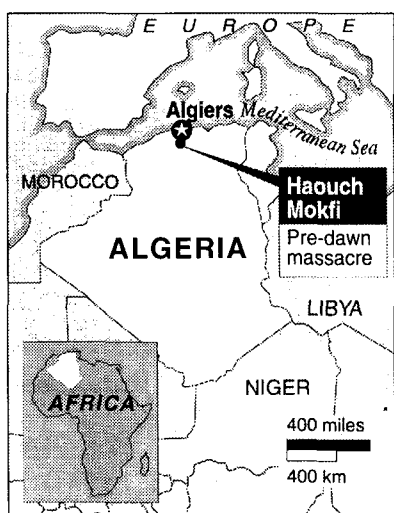 EUROPE
Algiers
Mediterranean Sea
MOROCCO
Haouch
Mokfi
Pre-dawn
massacre
ALGERIA
LIBYA
NIGER
AFRICA
400 miles
400 km